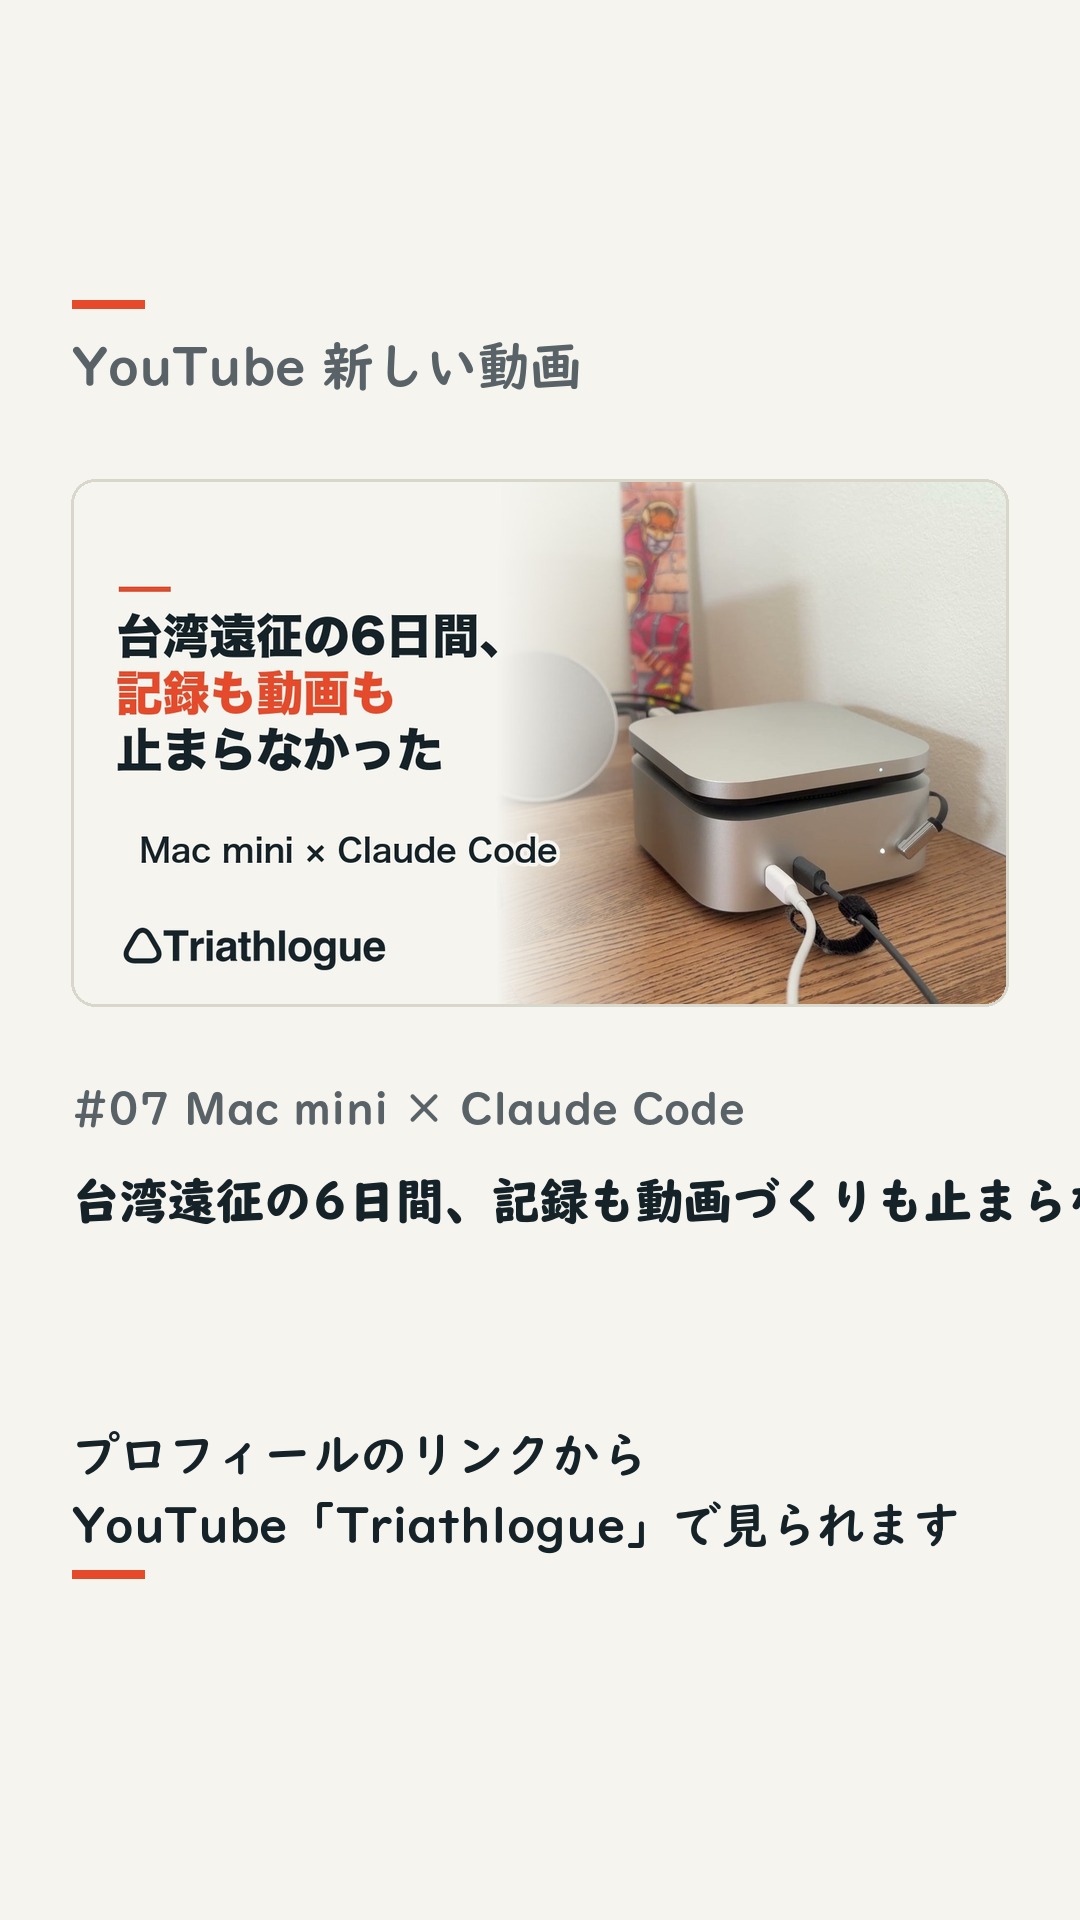 YouTube 新しい動画
台湾遠征の6日間、
記録も動画も
止まらなかった
Mac mini × Claude Code
Triathlogue
#07 Mac mini × Claude Code
台湾遠征の6日間、記録も動画づくりも止まら
プロフィールのリンクから
YouTube「Triathlogue」で見られます